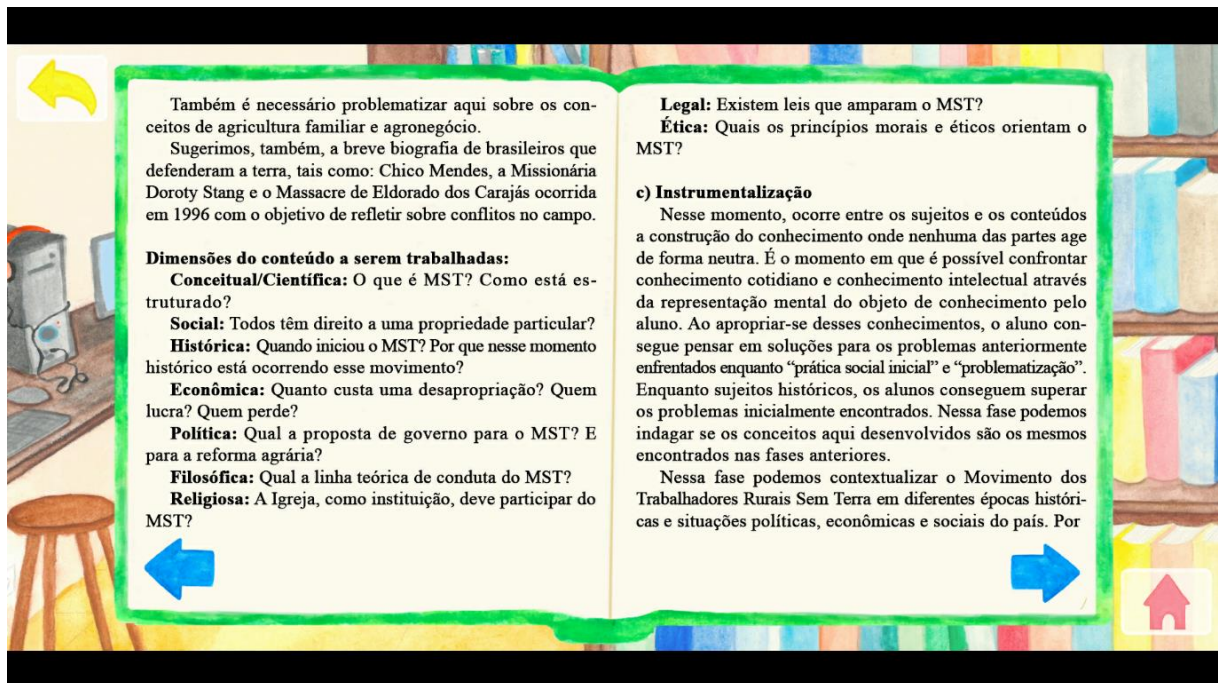 Também é necessário problematizar aqui sobre os con-
ceitos de agricultura familiar e agronegócio.
Sugerimos, também, a breve biografia de brasileiros que
defenderam a terra, tais como: Chico Mendes, a Missionária
Doroty Stang e o Massacre de Eldorado dos Carajás ocorrida
em 1996 com o objetivo de refletir sobre conflitos no campo.
Dimensões do conteúdo a serem trabalhadas:
Conceitual/Científica: O que é MST? Como está es-
truturado?
Social: Todos têm direito a uma propriedade particular?
Histórica: Quando iniciou o MST? Por que nesse momento
histórico está ocorrendo esse movimento?
Econômica: Quanto custa uma desapropriação? Quem
lucra? Quem perde?
Política: Qual a proposta de governo para o MST? E
para a reforma agrária?
Filosófica: Qual a linha teórica de conduta do MST?
Religiosa: A Igreja, como instituição, deve participar do
MST?
Legal: Existem leis que amparam o MST?
Ética: Quais os princípios morais e éticos orientam o
MST?
c) Instrumentalização
Nesse momento, ocorre entre os sujeitos e os conteúdos
a construção do conhecimento onde nenhuma das partes age
de forma neutra. É o momento em que é possível confrontar
conhecimento cotidiano e conhecimento intelectual através
da representação mental do objeto de conhecimento pelo
aluno. Ao apropriar-se desses conhecimentos, o aluno con-
segue pensar em soluções para os problemas anteriormente
enfrentados enquanto “prática social inicial” e “problematização”.
Enquanto sujeitos históricos, os alunos conseguem superar
os problemas inicialmente encontrados. Nessa fase podemos
indagar se os conceitos aqui desenvolvidos são os mesmos
encontrados nas fases anteriores.
Nessa fase podemos contextualizar o Movimento dos
Trabalhadores Rurais Sem Terra em diferentes épocas históri-
cas e situações políticas, econômicas e sociais do país. Por